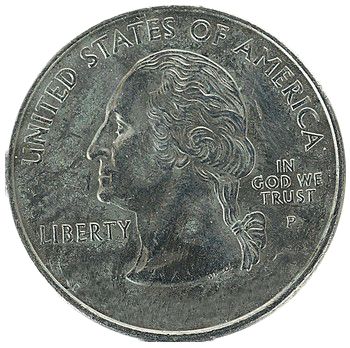 UNITED STATES OF AMERICA
LIBERTY
IN
GOD WE
TRUST
P